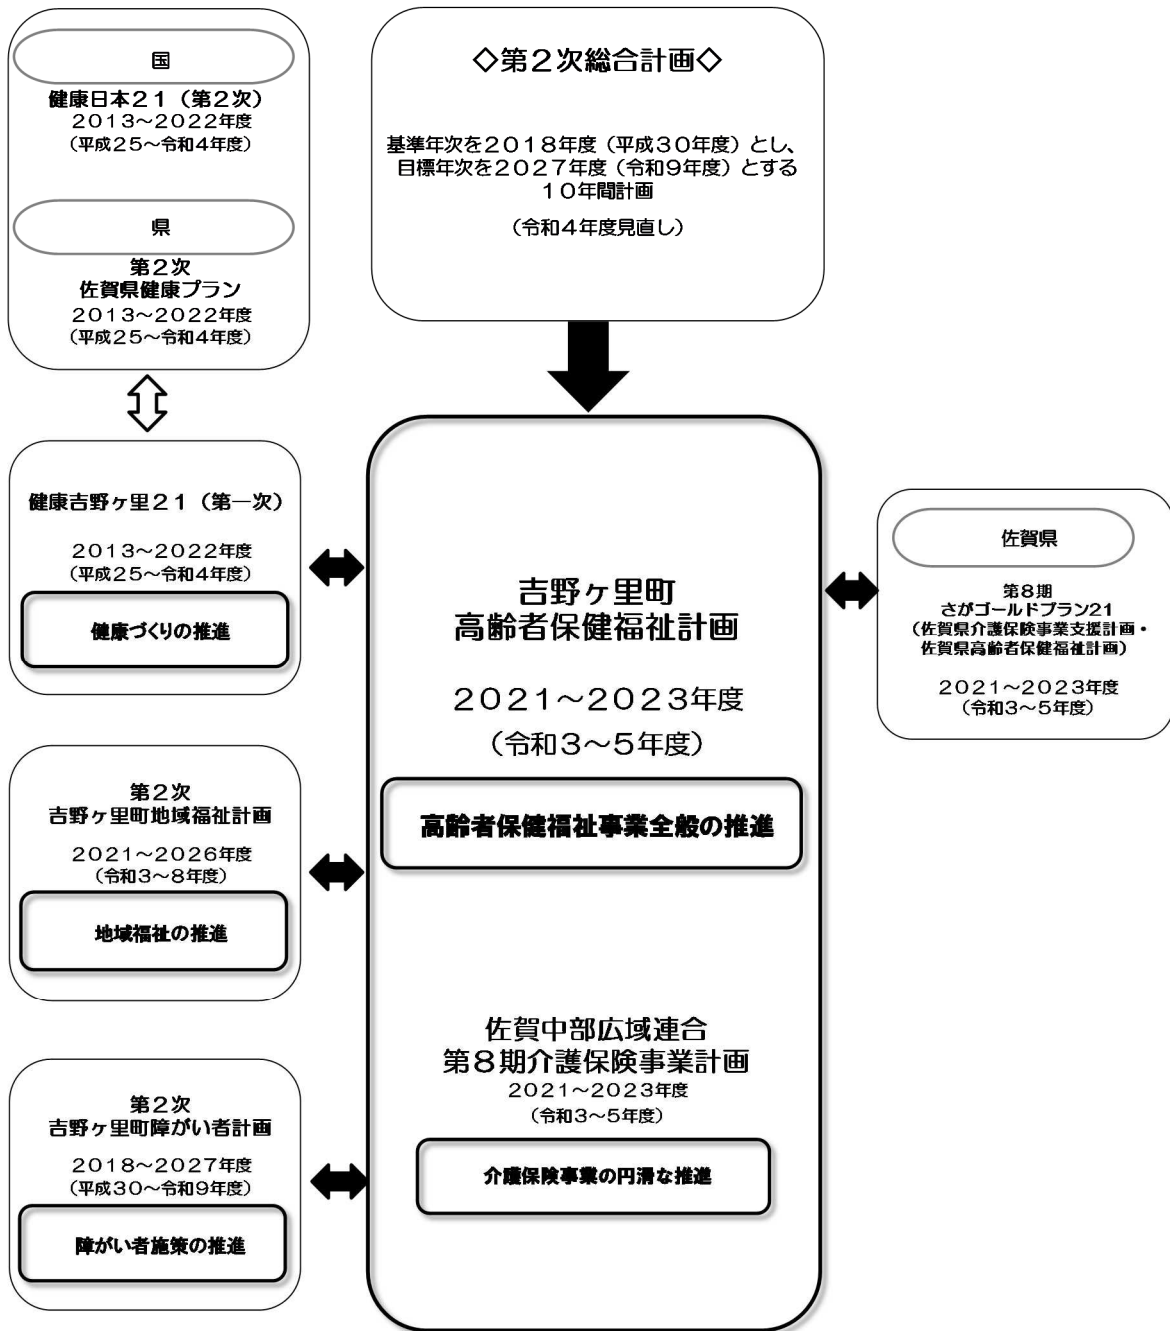 国
健康日本２１（第２次）
２０１３～２０２２年度
（平成２５～令和４年度）
県
第２次
佐賀県健康プラン
２０１３～２０２２年度
（平成２５～令和４年度）
◇第２次総合計画◇
基準年次を２０１８年度（平成３０年度）とし、
目標年次を２０２７年度（令和９年度）とする
１０年間計画
（令和４年度見直し）
健康吉野ヶ里２１（第一次）
２０１３～２０２２年度
（平成２５～令和４年度）
健康づくりの推進
第２次
吉野ヶ里町地域福祉計画
２０２１～２０２６年度
（令和３～８年度）
地域福祉の推進
第２次
吉野ヶ里町障がい者計画
２０１８～２０２７年度
（平成３０～令和９年度）
障がい者施策の推進
吉野ヶ里町
高齢者保健福祉計画
２０２１～２０２３年度
（令和３～５年度）
高齢者保健福祉事業全般の推進
佐賀中部広域連合
第８期介護保険事業計画
２０２１～２０２３年度
（令和３～５年度）
介護保険事業の円滑な推進
佐賀県
第８期
さがゴールドプラン21
（佐賀県介護保険事業支援計画・
佐賀県高齢者保健福祉計画）
２０２１～２０２３年度
（令和３～５年度）